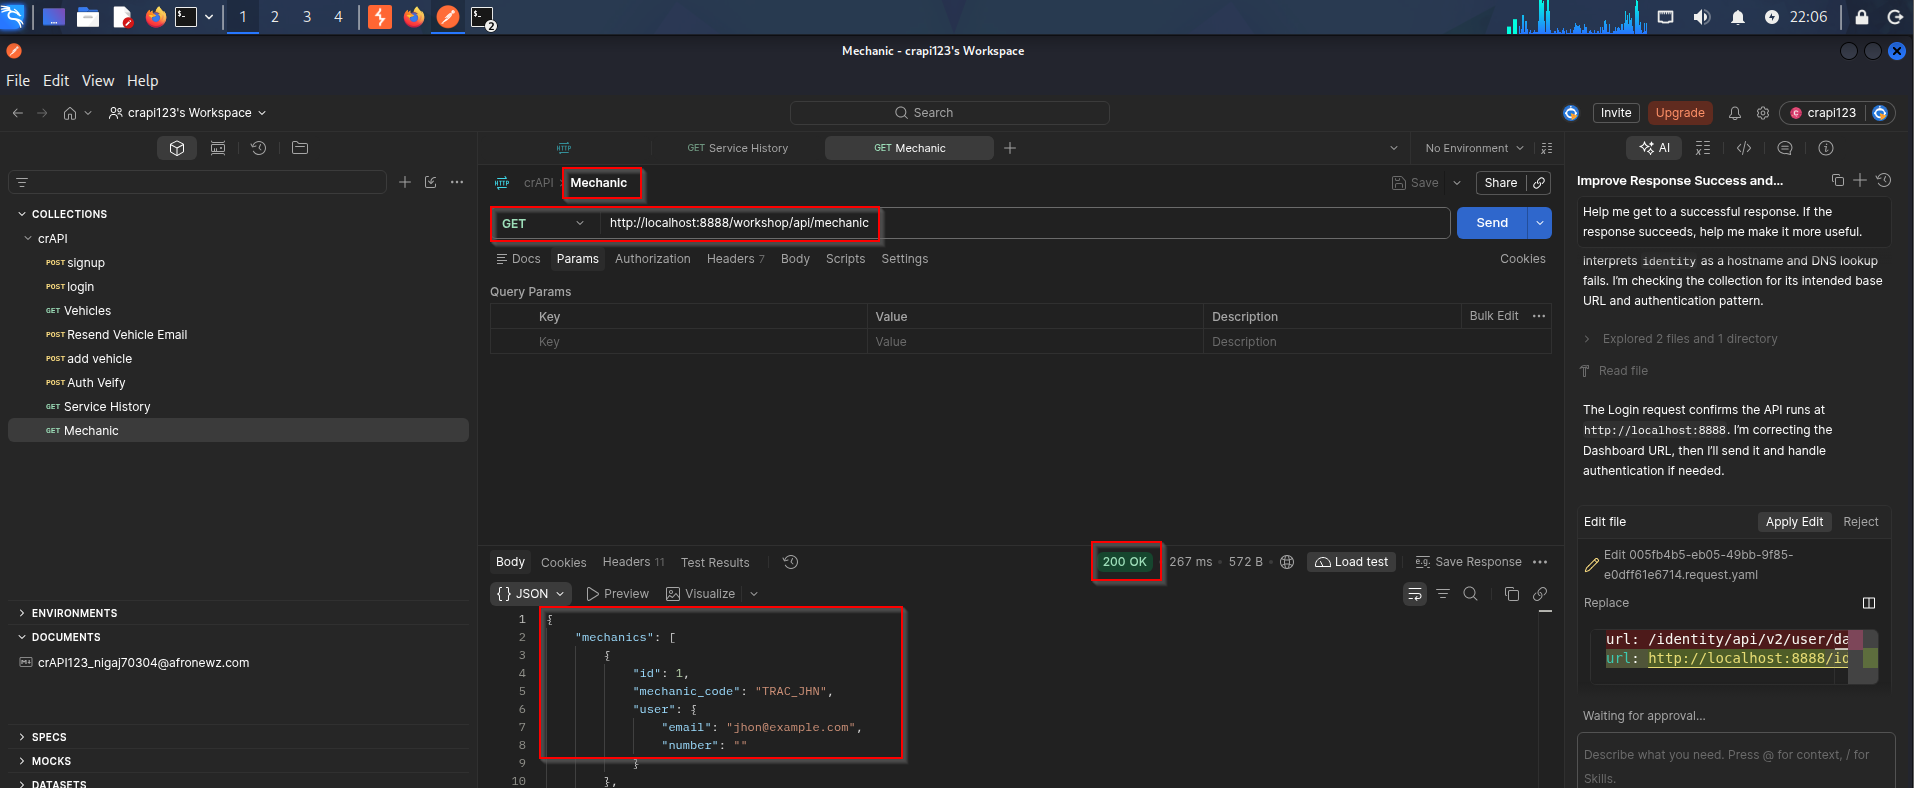 1 2 3 4
2
22:06
Mechanic - crapi123's Workspace
File Edit View Help
crapi123's Workspace
Search
Invite
Upgrade
crapi123
HTTP
GET Service History
GET Mechanic
No Environment
AI
COLLECTIONS
crAPI
POST signup
POST login
GET Vehicles
POST Resend Vehicle Email
POST add vehicle
POST Auth Veify
GET Service History
GET Mechanic
ENVIRONMENTS
DOCUMENTS
crAPI123_nigaj70304@afronewz.com
SPECS
MOCKS
DATASETS
HTTP crAPI Mechanic
Save
Share
GET http://localhost:8888/workshop/api/mechanic
Send
Docs Params Authorization Headers 7 Body Scripts Settings
Cookies
Query Params
Key Value Description Bulk Edit
Key Value Description
Body Cookies Headers 11 Test Results
200 OK • 267 ms • 572 B
Load test
e.g. Save Response
{} JSON Preview Visualize
1 {
2 "mechanics": [
3 {
4 "id": 1,
5 "mechanic_code": "TRAC_JHN",
6 "user": {
7 "email": "jhon@example.com",
8 "number": ""
9 }
10 },
Improve Response Success and...
Help me get to a successful response. If the
response succeeds, help me make it more useful.
interprets identity as a hostname and DNS lookup
fails. I'm checking the collection for its intended base
URL and authentication pattern.
Explored 2 files and 1 directory
Read file
The Login request confirms the API runs at
http://localhost:8888. I'm correcting the
Dashboard URL, then I'll send it and handle
authentication if needed.
Edit file Apply Edit Reject
Edit 005fb4b5-eb05-49bb-9f85-
e0dff61e6714.request.yaml
Replace
url: /identity/api/v2/user/da
url: http://localhost:8888/id
Waiting for approval...
Describe what you need. Press @ for context, / for
Skills.